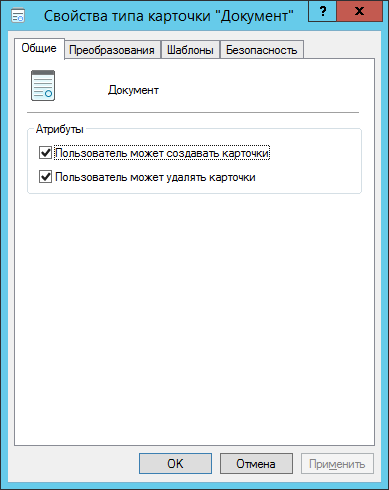 Свойства типа карточки "Документ"
? x
Общие Преобразования Шаблоны Безопасность
Документ
Атрибуты
Пользователь может создавать карточки
Пользователь может удалять карточки
OK Отмена Применить